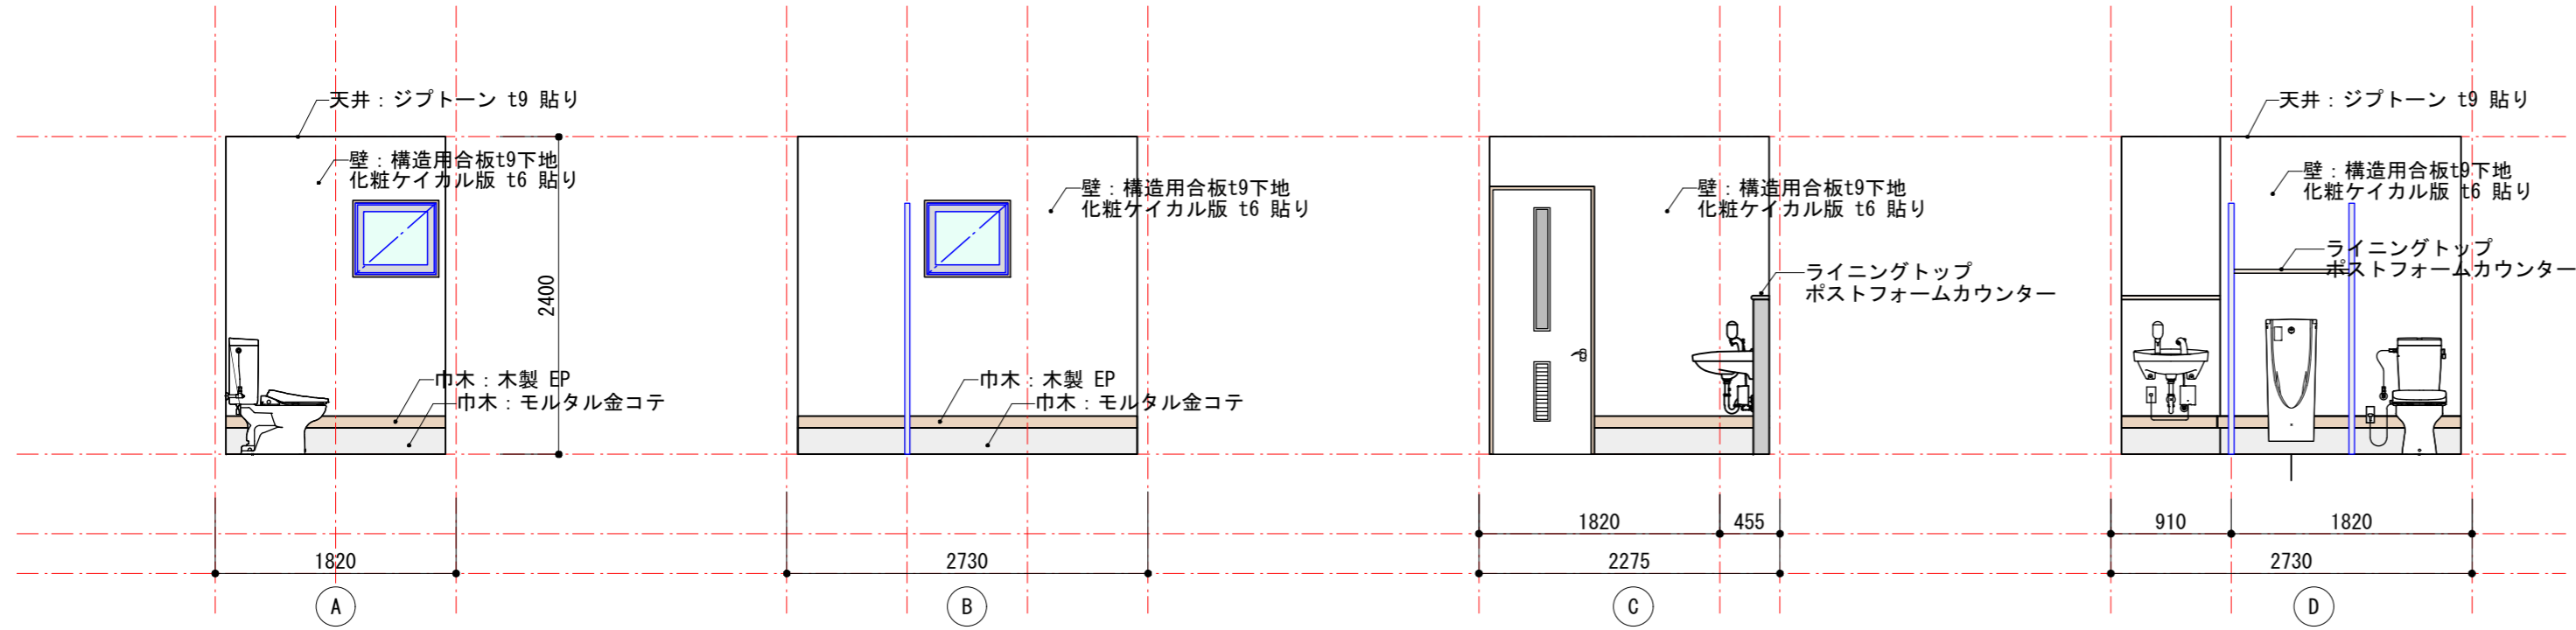 天井：ジプトーン t9 貼り
壁：構造用合板t9下地
化粧ケイカル版 t6 貼り
2400
巾木：木製 EP
巾木：モルタル金コテ
1820
A
壁：構造用合板t9下地
化粧ケイカル版 t6 貼り
巾木：木製 EP
巾木：モルタル金コテ
2730
B
壁：構造用合板t9下地
化粧ケイカル版 t6 貼り
ライニングトップ
ポストフォームカウンター
1820
455
2275
C
天井：ジプトーン t9 貼り
壁：構造用合板t9下地
化粧ケイカル版 t6 貼り
ライニングトップ
ポストフォームカウンター
910
1820
2730
D